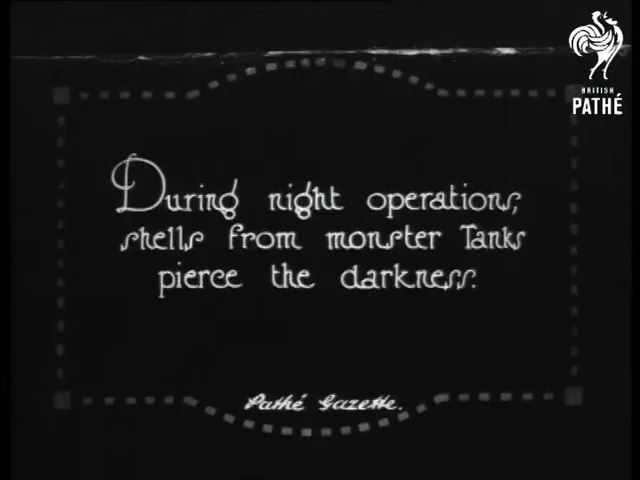 BRITISH
PATHÉ
During night operations,
shells from monster Tanks
pierce the darkness.
Pathé Gazette.